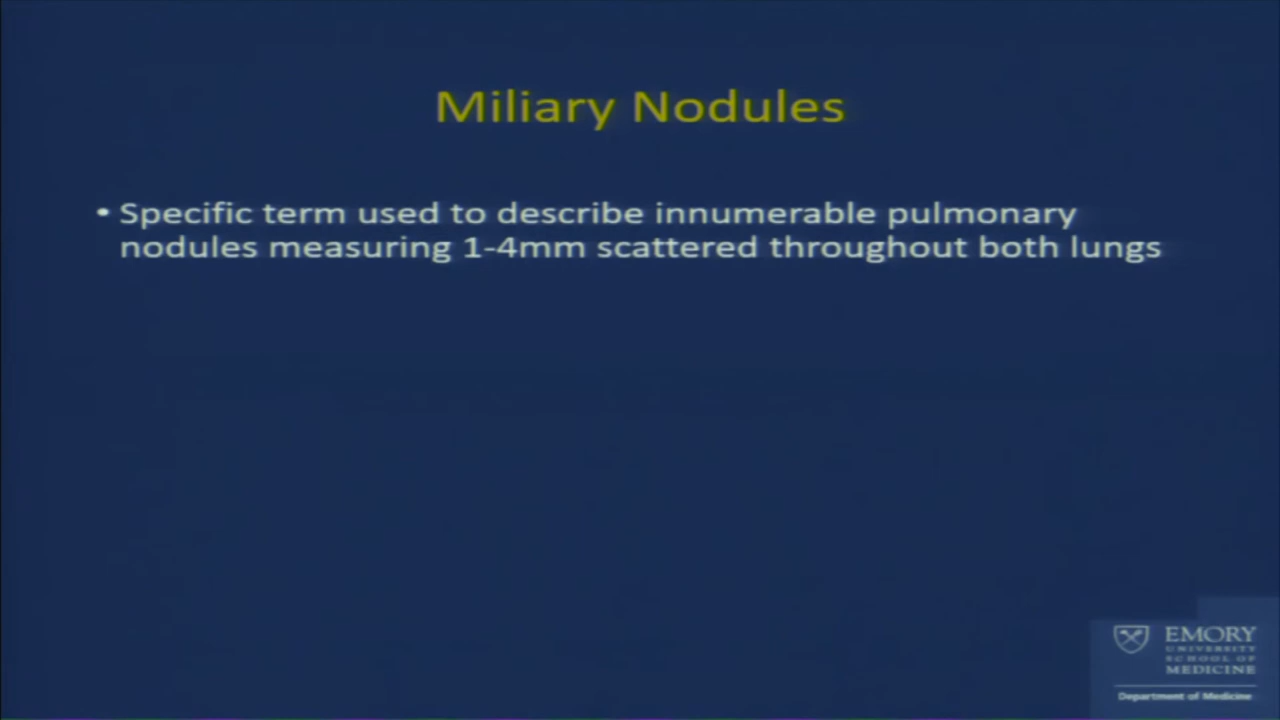 Miliary Nodules
• Specific term used to describe innumerable pulmonary
nodules measuring 1-4mm scattered throughout both lungs
EMORY
UNIVERSITY
SCHOOL OF
MEDICINE
Department of Medicine